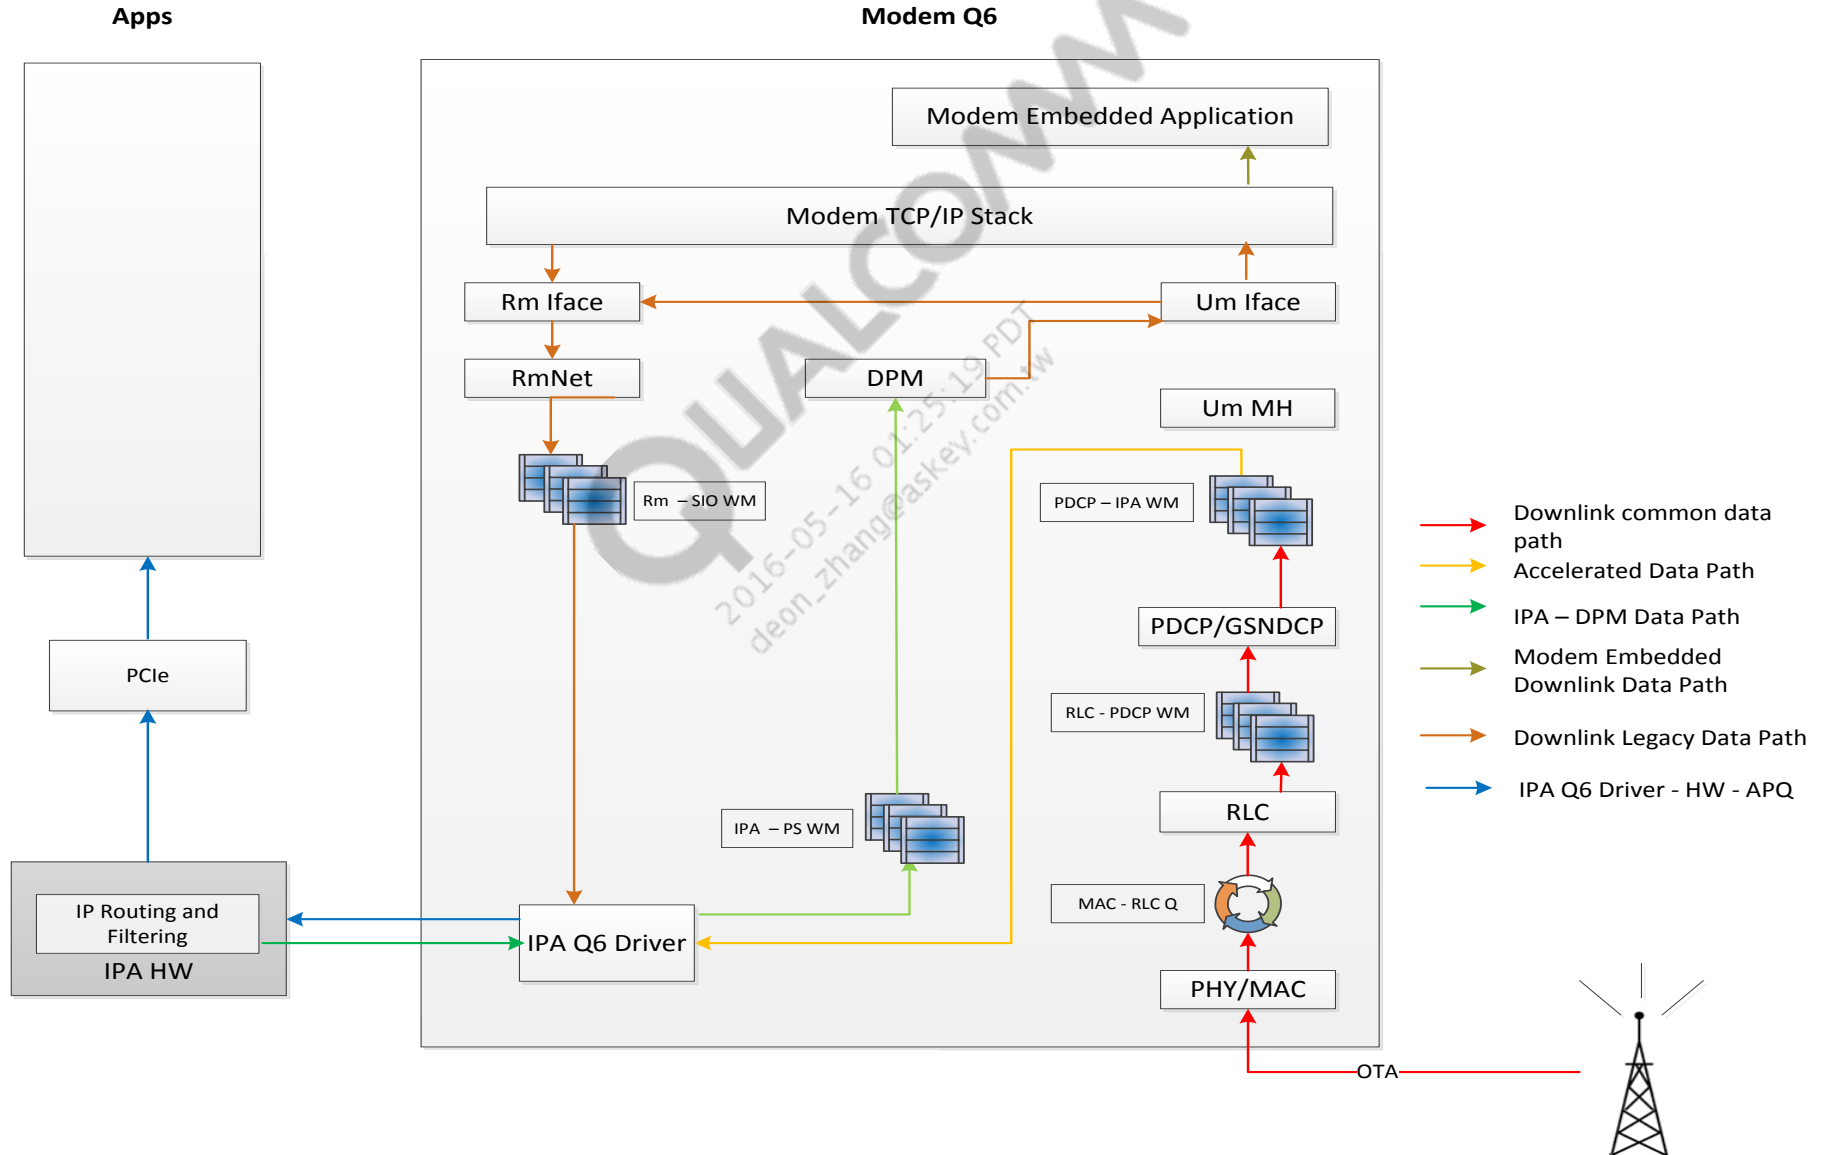 Apps
Modem Q6
Modem Embedded Application
Modem TCP/IP Stack
Rm Iface
Um Iface
RmNet
DPM
Um MH
Rm – SIO WM
PDCP – IPA WM
PDCP/GSNDCP
PCIe
RLC - PDCP WM
IPA – PS WM
RLC
MAC - RLC Q
IP Routing and
Filtering
IPA HW
IPA Q6 Driver
PHY/MAC
OTA
Downlink common data
path
Accelerated Data Path
IPA – DPM Data Path
Modem Embedded
Downlink Data Path
Downlink Legacy Data Path
IPA Q6 Driver - HW - APQ
QUALCOMM
2016-05-16 01:25:19 PDT
deon_zhang@askey.com.tw